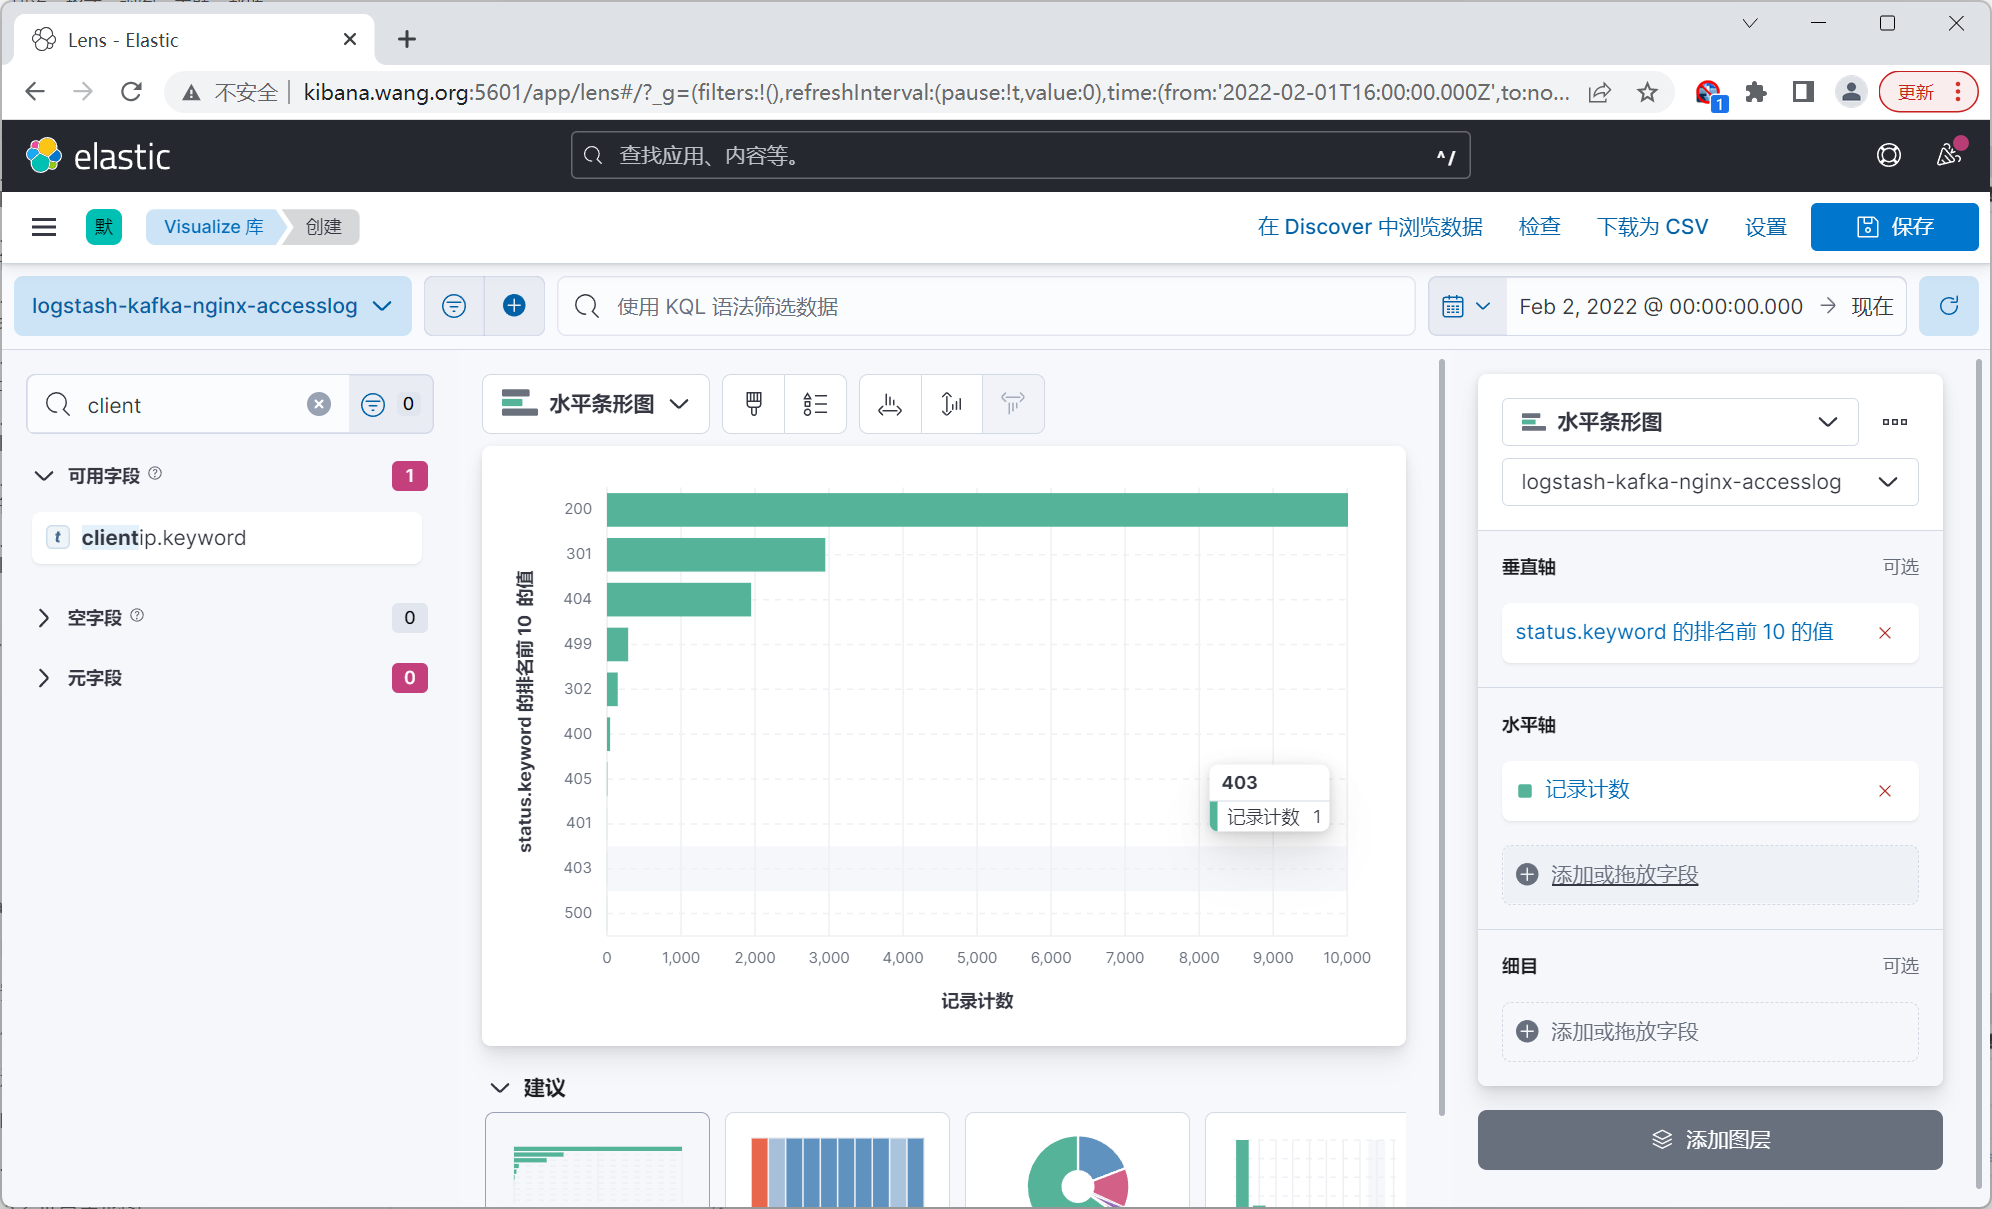 Lens - Elastic
不安全 kibana.wang.org:5601/app/lens#/?_g=(filters:!(),refreshInterval:(pause:!t,value:0),time:(from:'2022-02-01T16:00:00.000Z',to:no...
1
更新
elastic
查找应用、内容等。
^/
默
Visualize 库
创建
在 Discover 中浏览数据
检查
下载为 CSV
设置
保存
logstash-kafka-nginx-accesslog
使用 KQL 语法筛选数据
Feb 2, 2022 @ 00:00:00.000 → 现在
client
0
可用字段
1
t clientip.keyword
空字段
0
元字段
0
水平条形图
status.keyword 的排名前 10 的值
200
301
404
499
302
400
405
401
403
500
0 1,000 2,000 3,000 4,000 5,000 6,000 7,000 8,000 9,000 10,000
记录计数
403
记录计数 1
建议
水平条形图
logstash-kafka-nginx-accesslog
垂直轴
可选
status.keyword 的排名前 10 的值
水平轴
记录计数
添加或拖放字段
细目
可选
添加或拖放字段
添加图层